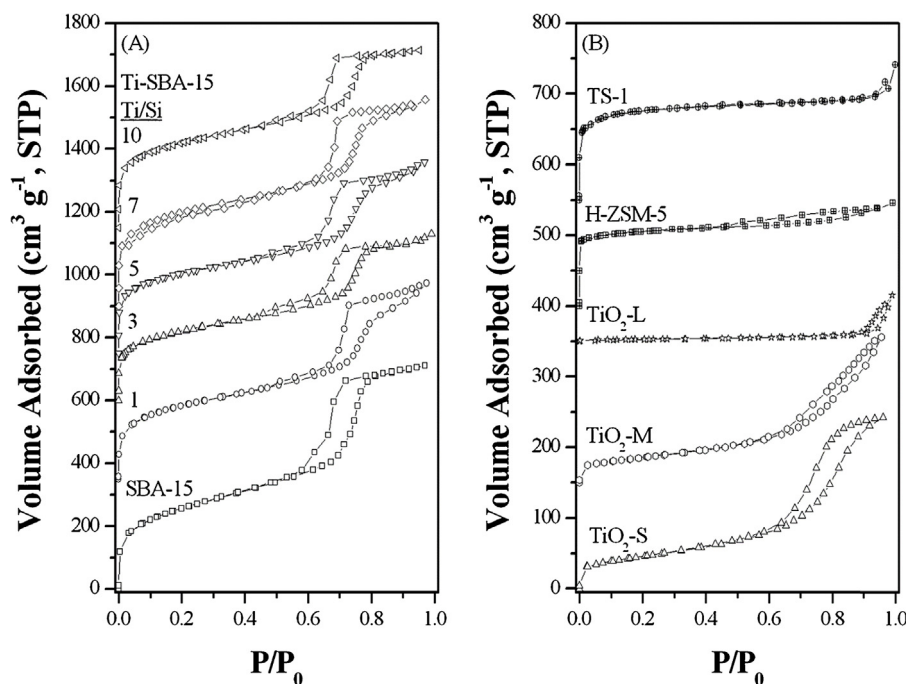 (A)
Ti-SBA-15
Ti/Si
10
7
5
3
1
SBA-15
1800
1600
1400
1200
1000
800
600
400
200
0
0.0 0.2 0.4 0.6 0.8 1.0
P/P₀
Volume Adsorbed (cm³ g⁻¹, STP)
(B)
TS-1
H-ZSM-5
TiO₂-L
TiO₂-M
TiO₂-S
800
700
600
500
400
300
200
100
0
0.0 0.2 0.4 0.6 0.8 1.0
P/P₀
Volume Adsorbed (cm³ g⁻¹, STP)